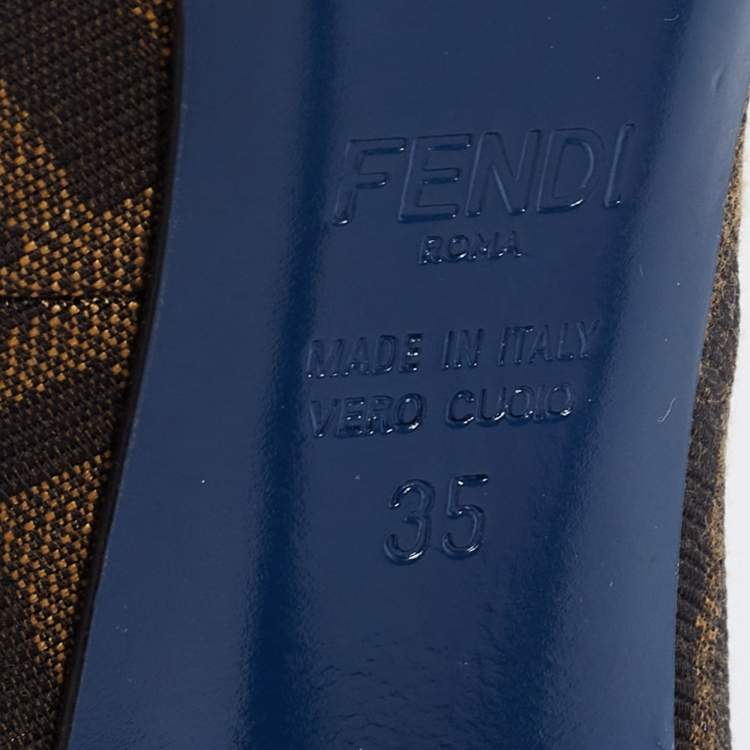 FENDI
ROMA
MADE IN ITALY
VERO CUOIO
35